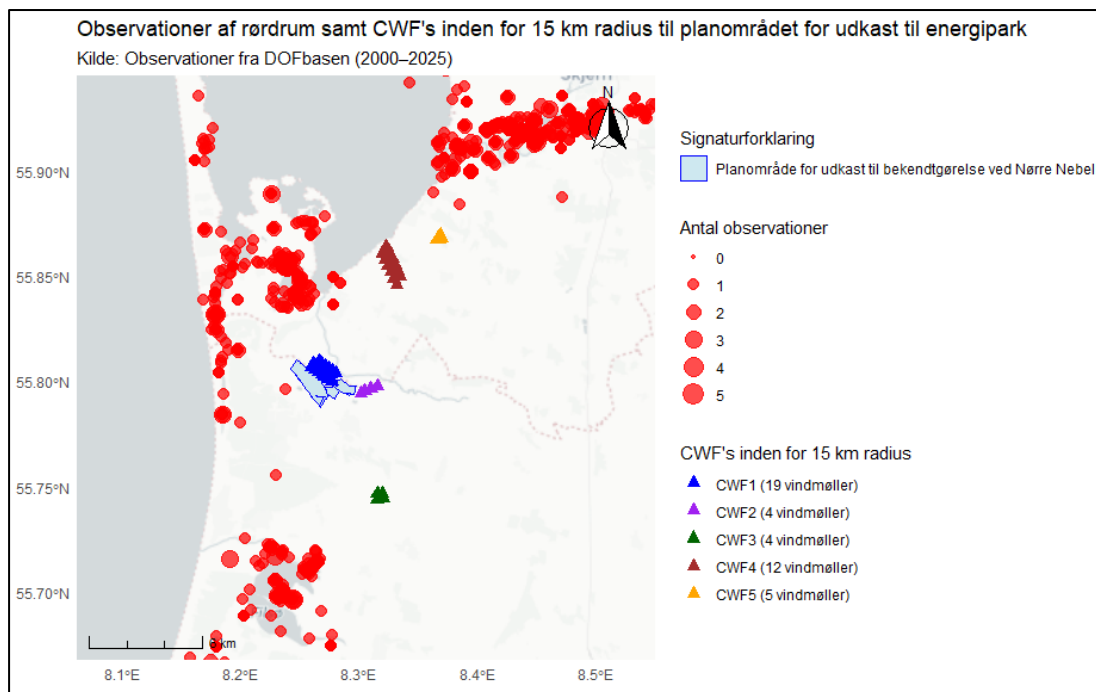 Observationer af rørdrum samt CWF's inden for 15 km radius til planområdet for udkast til energipark
Kilde: Observationer fra DOFbasen (2000–2025)
Skjern
N
55.90°N
55.85°N
55.80°N
55.75°N
55.70°N
km
8.1°E
8.2°E
8.3°E
8.4°E
8.5°E
Signaturforklaring
Planområde for udkast til bekendtgørelse ved Nørre Nebel
Antal observationer
0
1
2
3
4
5
CWF's inden for 15 km radius
CWF1 (19 vindmøller)
CWF2 (4 vindmøller)
CWF3 (4 vindmøller)
CWF4 (12 vindmøller)
CWF5 (5 vindmøller)